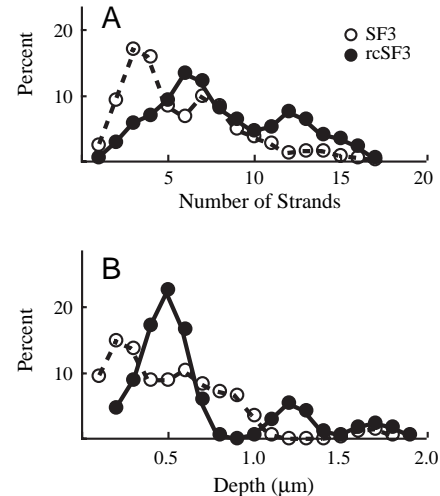 A
SF3
rcSF3
Percent
20
10
5
10
15
20
Number of Strands
B
Percent
20
10
0.5
1.0
1.5
2.0
Depth (μm)